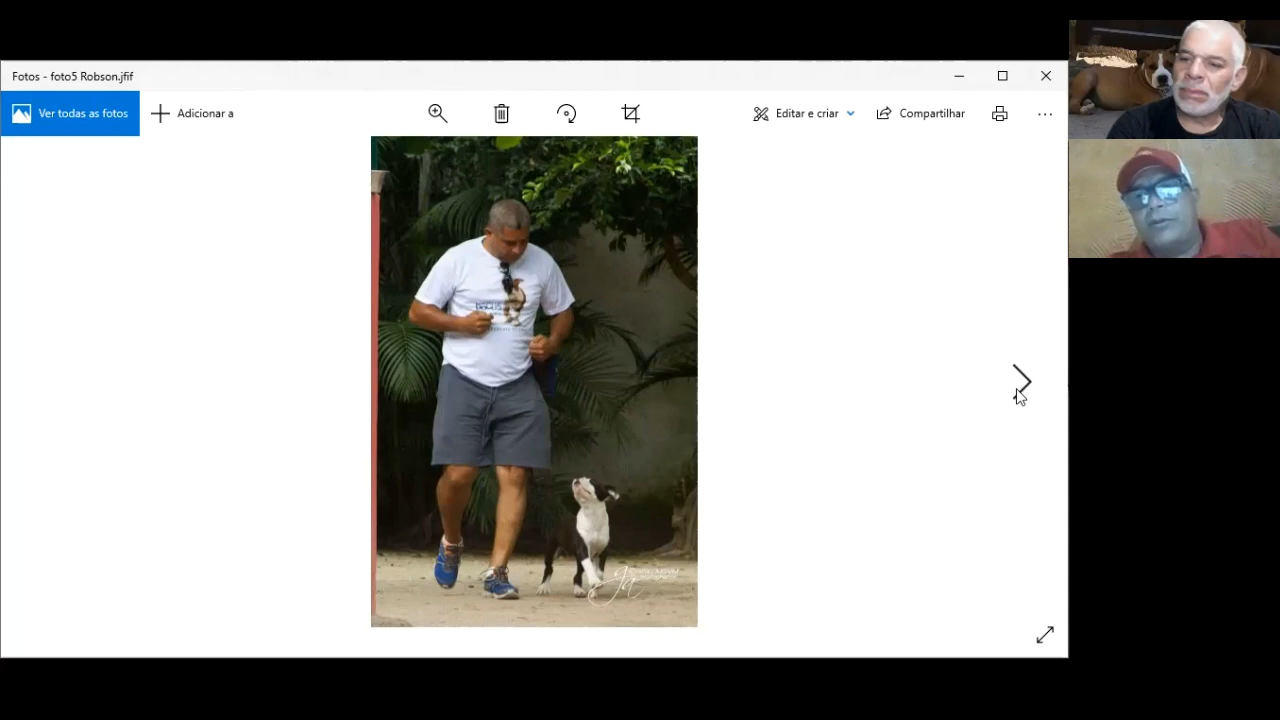 Fotos - foto5 Robson.jfif
Ver todas as fotos
Adicionar a
Editar e criar
Compartilhar